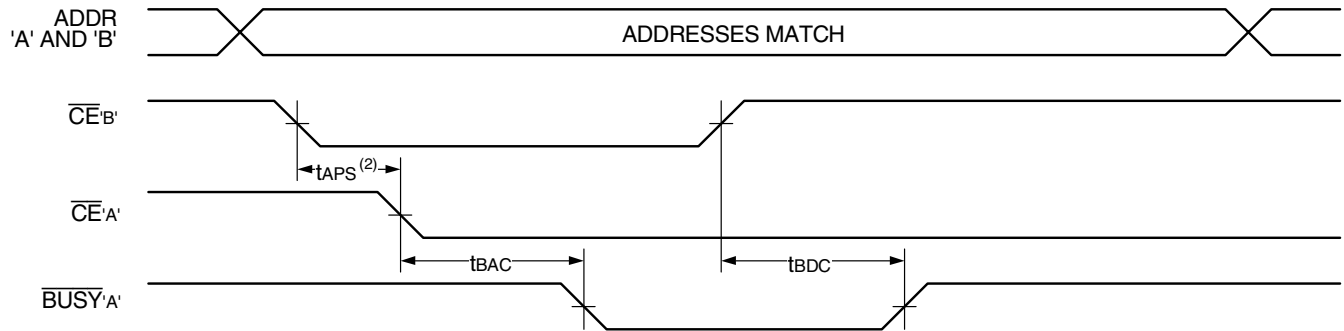 ADDR
'A' AND 'B'
ADDRESSES MATCH
CE'B'
tAPS (2)
CE'A'
tBAC
tBDC
BUSY'A'